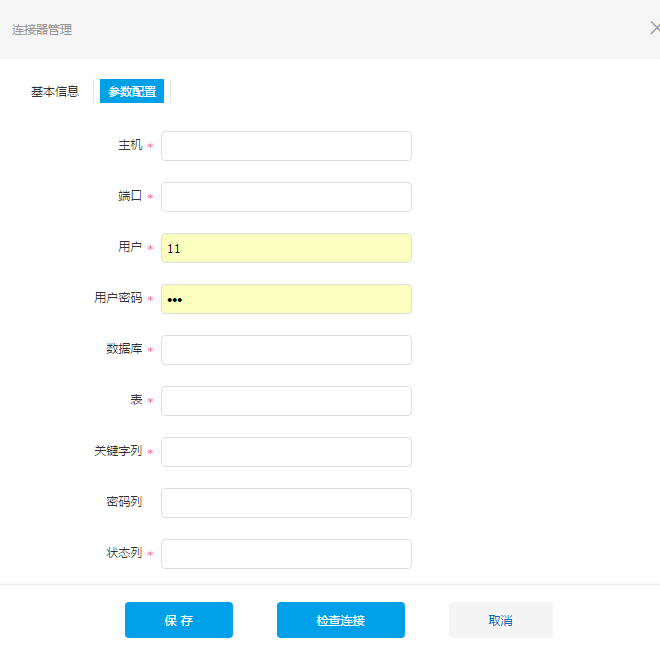 连接器管理
基本信息 参数配置
主机 *
端口 *
用户 * 11
用户密码 * •••
数据库 *
表 *
关键字列 *
密码列
状态列 *
保 存 检查连接 取消